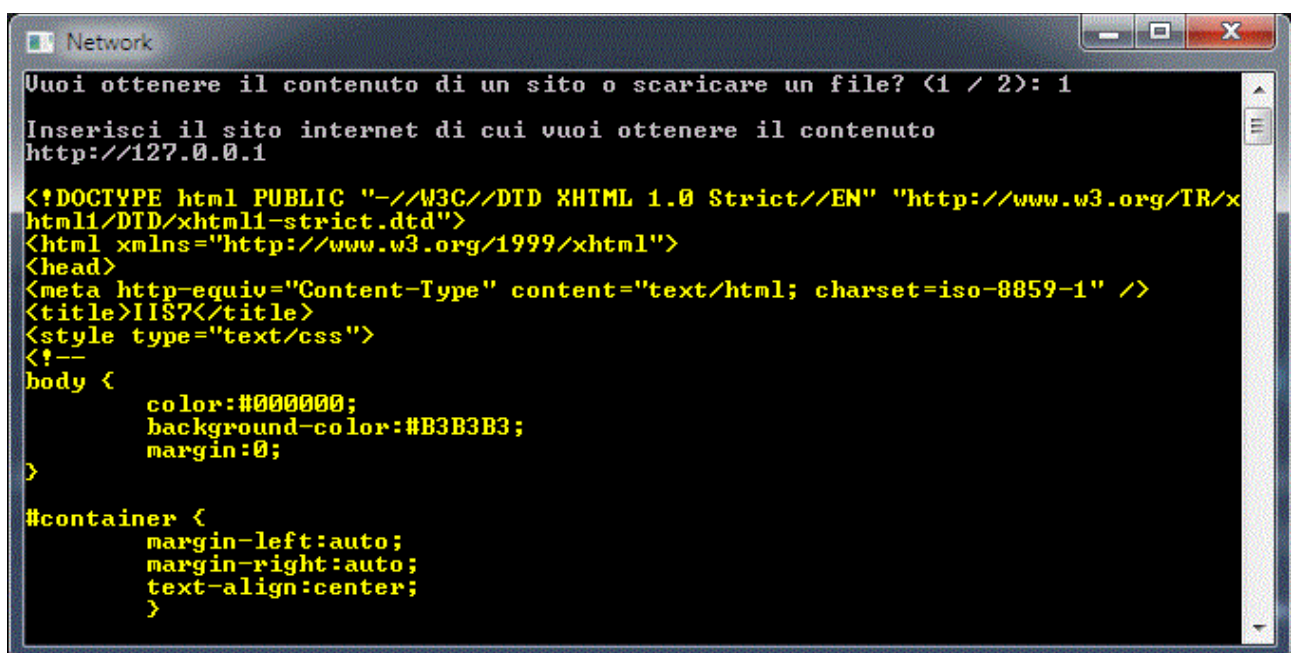 Network
Vuoi ottenere il contenuto di un sito o scaricare un file? (1 / 2): 1
Inserisci il sito internet di cui vuoi ottenere il contenuto
http://127.0.0.1
<!DOCTYPE html PUBLIC "-//W3C//DTD XHTML 1.0 Strict//EN" "http://www.w3.org/TR/x
html1/DTD/xhtml1-strict.dtd">
<html xmlns="http://www.w3.org/1999/xhtml">
<head>
<meta http-equiv="Content-Type" content="text/html; charset=iso-8859-1" />
<title>IIS7</title>
<style type="text/css">
<!--
body {
        color:#000000;
        background-color:#B3B3B3;
        margin:0;
}
#container {
        margin-left:auto;
        margin-right:auto;
        text-align:center;
        }